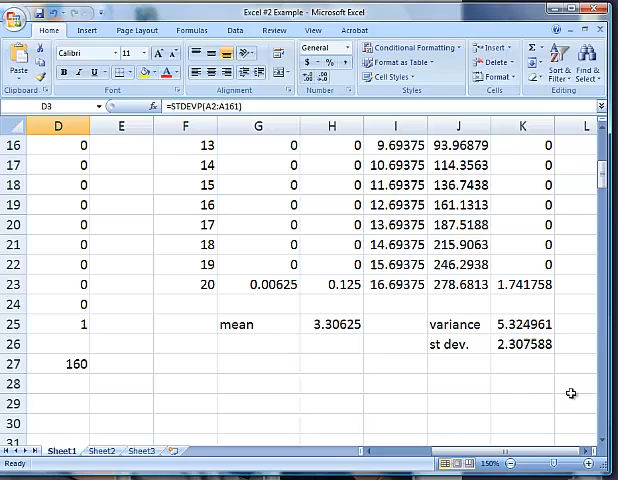 Excel #2 Example - Microsoft Excel
Home Insert Page Layout Formulas Data Review View Acrobat
Paste Calibri 11 A A General Conditional Formatting Insert Σ
B I U $ % , Format as Table Delete Sort & Find &
Cell Styles Format Filter Select
Clipboard Font Alignment Number Styles Cells Editing
D3 fx =STDEVP(A2:A161)
D E F G H I J K L
16 0 13 0 0 9.69375 93.96879 0
17 0 14 0 0 10.69375 114.3563 0
18 0 15 0 0 11.69375 136.7438 0
19 0 16 0 0 12.69375 161.1313 0
20 0 17 0 0 13.69375 187.5188 0
21 0 18 0 0 14.69375 215.9063 0
22 0 19 0 0 15.69375 246.2938 0
23 0 20 0.00625 0.125 16.69375 278.6813 1.741758
24 0
25 1 mean 3.30625 variance 5.324961
26 st dev. 2.307588
27 160
28
29
30
31
Sheet1 Sheet2 Sheet3
Ready 150%